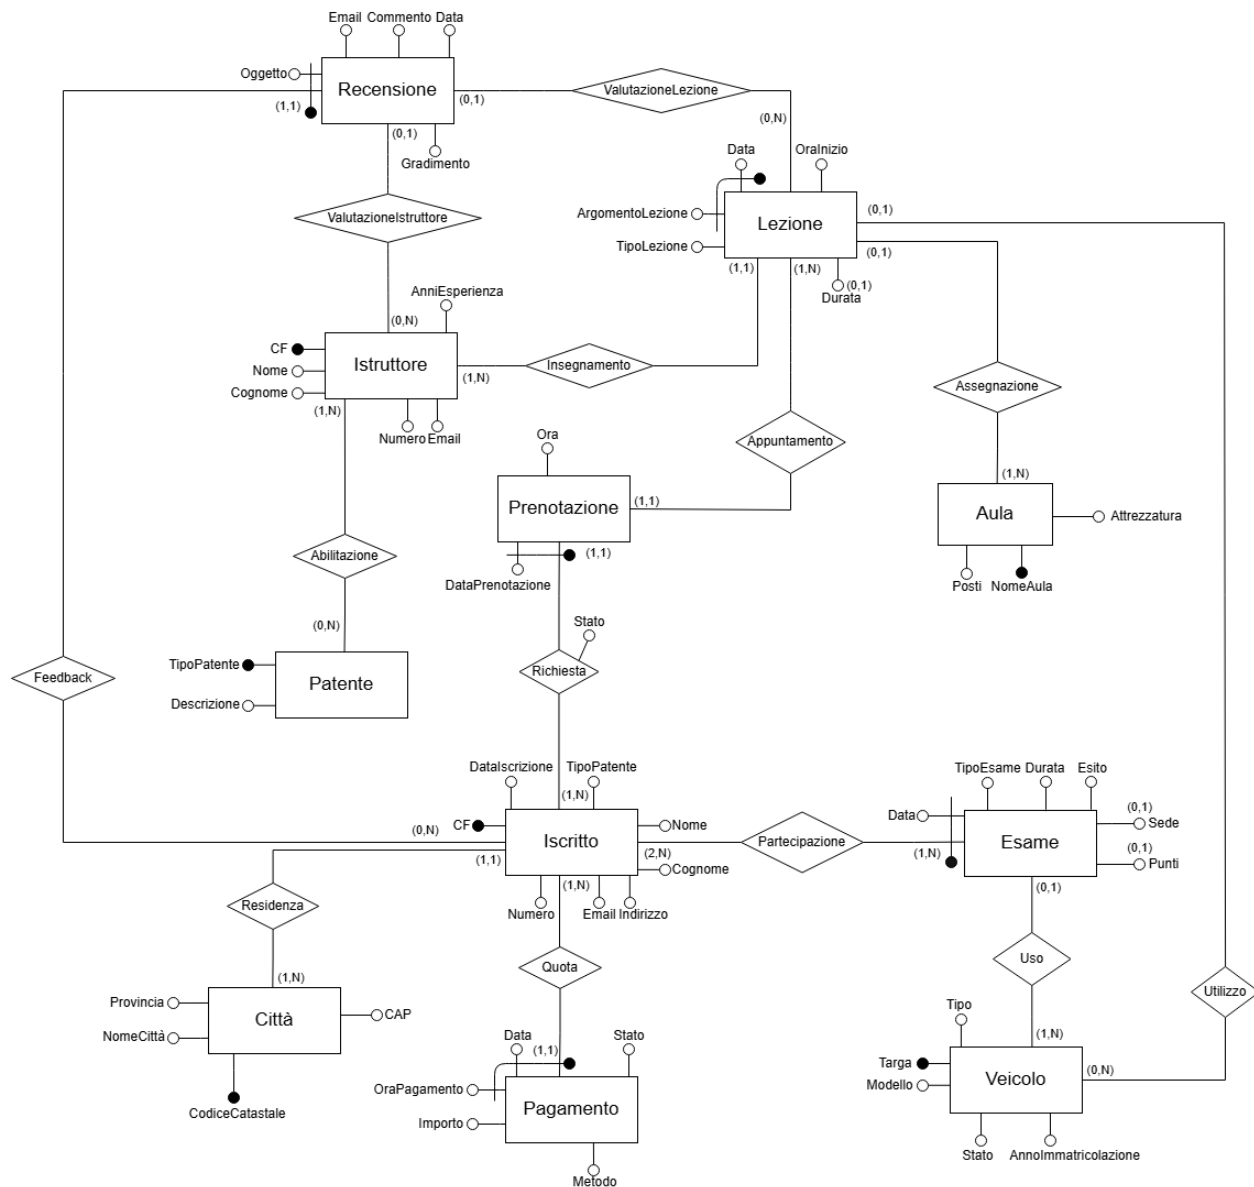 Email Commento Data
Oggetto
Recensione
(1,1)
(0,1)
(0,1)
Gradimento
ValutazioneLezione
(0,N)
Data
OraInizio
ArgomentoLezione
Lezione
TipoLezione
(0,1)
(0,1)
(1,1)
(1,N)
(0,1)
Durata
ValutazioneIstruttore
AnniEsperienza
(0,N)
CF
Nome
Cognome
Istruttore
(1,N)
(1,N)
Numero Email
Insegnamento
Assegnazione
Appuntamento
Ora
Prenotazione
(1,1)
(1,1)
DataPrenotazione
(1,N)
Aula
Attrezzatura
Posti
NomeAula
Abilitazione
(0,N)
TipoPatente
Patente
Descrizione
Stato
Richiesta
Feedback
DataIscrizione
TipoPatente
(1,N)
CF
Iscritto
Nome
(0,N)
(1,1)
(2,N)
Cognome
(1,N)
Numero
Email Indirizzo
Partecipazione
TipoEsame Durata Esito
Data
Esame
(0,1)
Sede
(0,1)
Punti
(1,N)
(0,1)
Residenza
Quota
Uso
Utilizzo
(1,N)
Provincia
NomeCittà
Città
CAP
CodiceCatastale
Data
(1,1)
Stato
OraPagamento
Pagamento
Importo
Metodo
Tipo
(1,N)
Targa
Modello
Veicolo
(0,N)
Stato
AnnoImmatricolazione